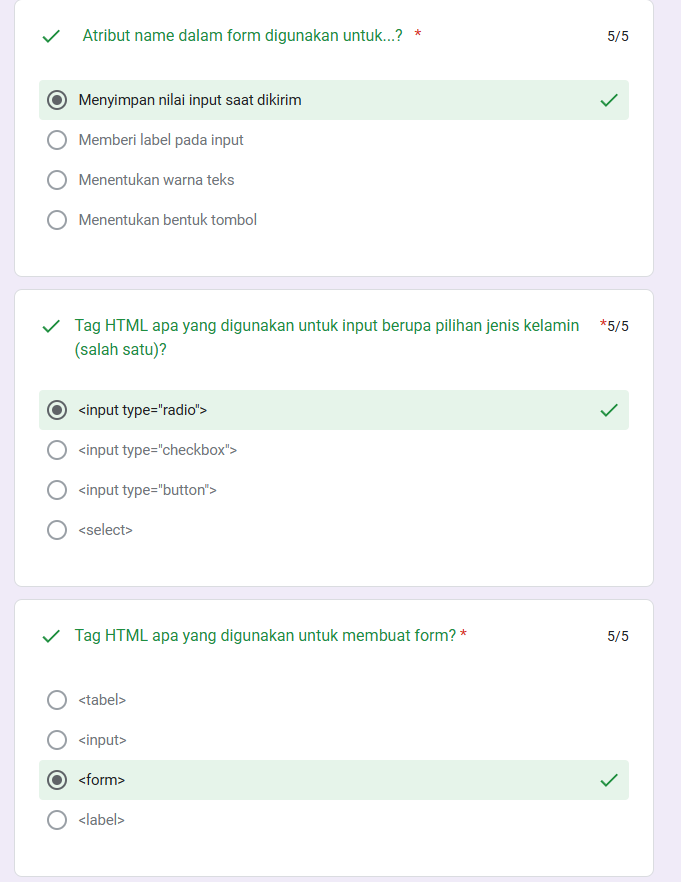 Atribut name dalam form digunakan untuk...? * 5/5
Menyimpan nilai input saat dikirim
Memberi label pada input
Menentukan warna teks
Menentukan bentuk tombol
Tag HTML apa yang digunakan untuk input berupa pilihan jenis kelamin *5/5
(salah satu)?
<input type="radio">
<input type="checkbox">
<input type="button">
<select>
Tag HTML apa yang digunakan untuk membuat form? * 5/5
<tabel>
<input>
<form>
<label>